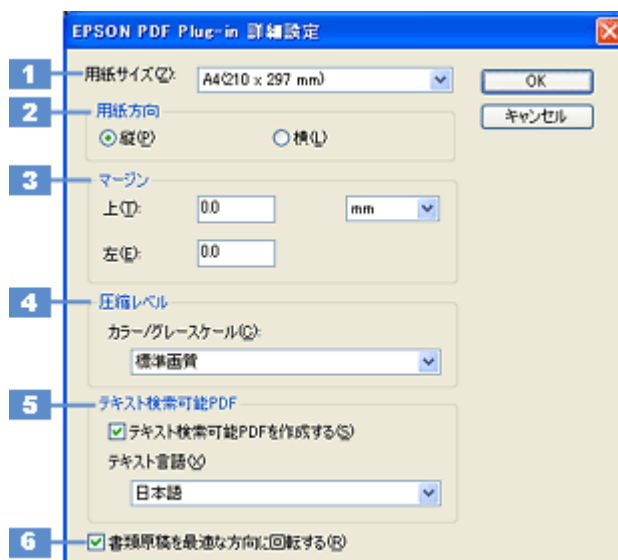 EPSON PDF Plug-in 詳細設定
1 用紙サイズ(Z): A4(210 x 297 mm) OK
2 用紙方向 キャンセル
縦(P) 横(L)
3 マージン
上(T): 0.0 mm
左(E): 0.0
4 圧縮レベル
カラー/グレースケール(C):
標準画質
5 テキスト検索可能PDF
テキスト検索可能PDFを作成する(S)
テキスト言語(X)
日本語
6 書類原稿を最適な方向に回転する(R)